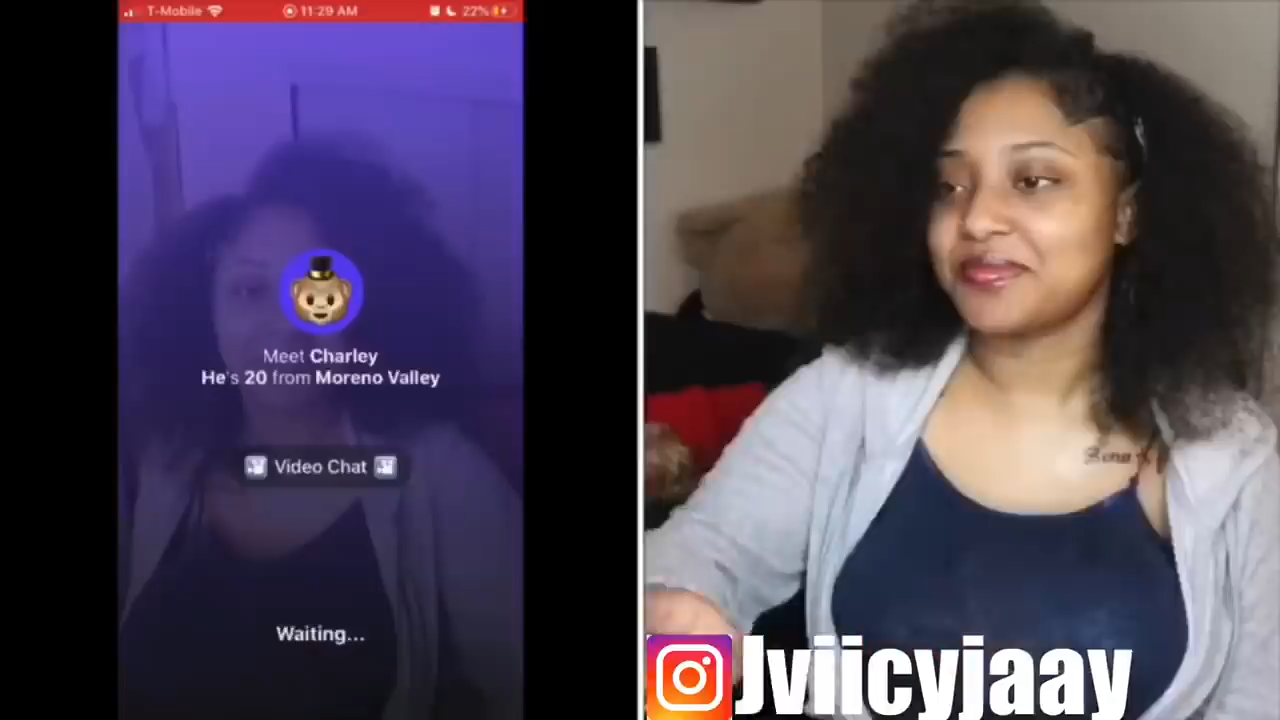 T-Mobile 11:29 AM 22%
Meet Charley
He's 20 from Moreno Valley
Video Chat
Waiting...
Jviicyjaay